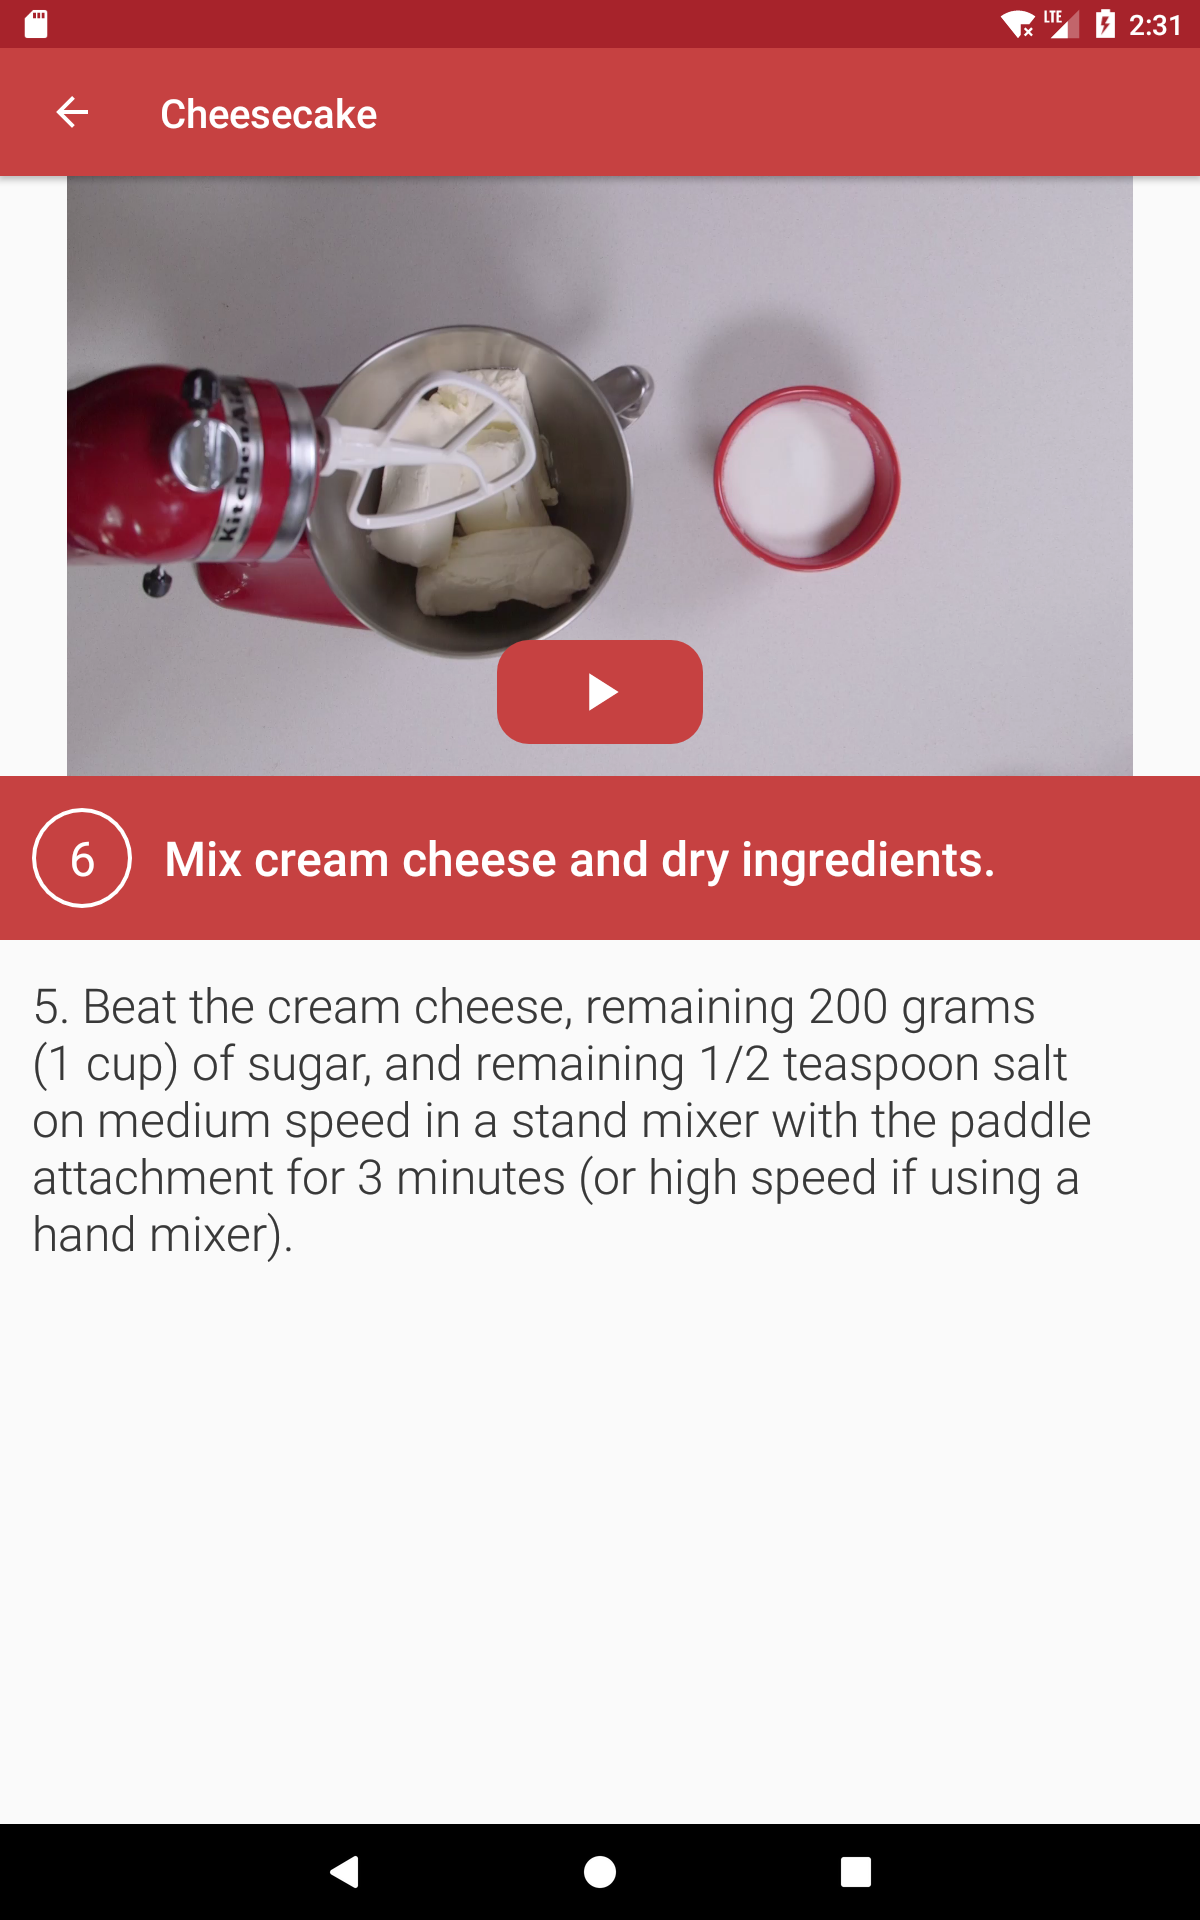 LTE 2:31
Cheesecake
KitchenAid
6 Mix cream cheese and dry ingredients.
5. Beat the cream cheese, remaining 200 grams
(1 cup) of sugar, and remaining 1/2 teaspoon salt
on medium speed in a stand mixer with the paddle
attachment for 3 minutes (or high speed if using a
hand mixer).